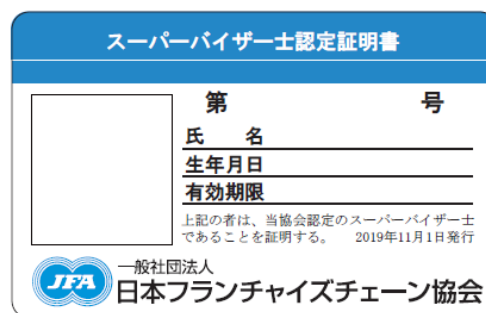 スーパーバイザー士認定証明書
第 号
氏 名
生年月日
有効期限
上記の者は、当協会認定のスーパーバイザー士
であることを証明する。 2019年11月1日発行
JFA
一般社団法人
日本フランチャイズチェーン協会